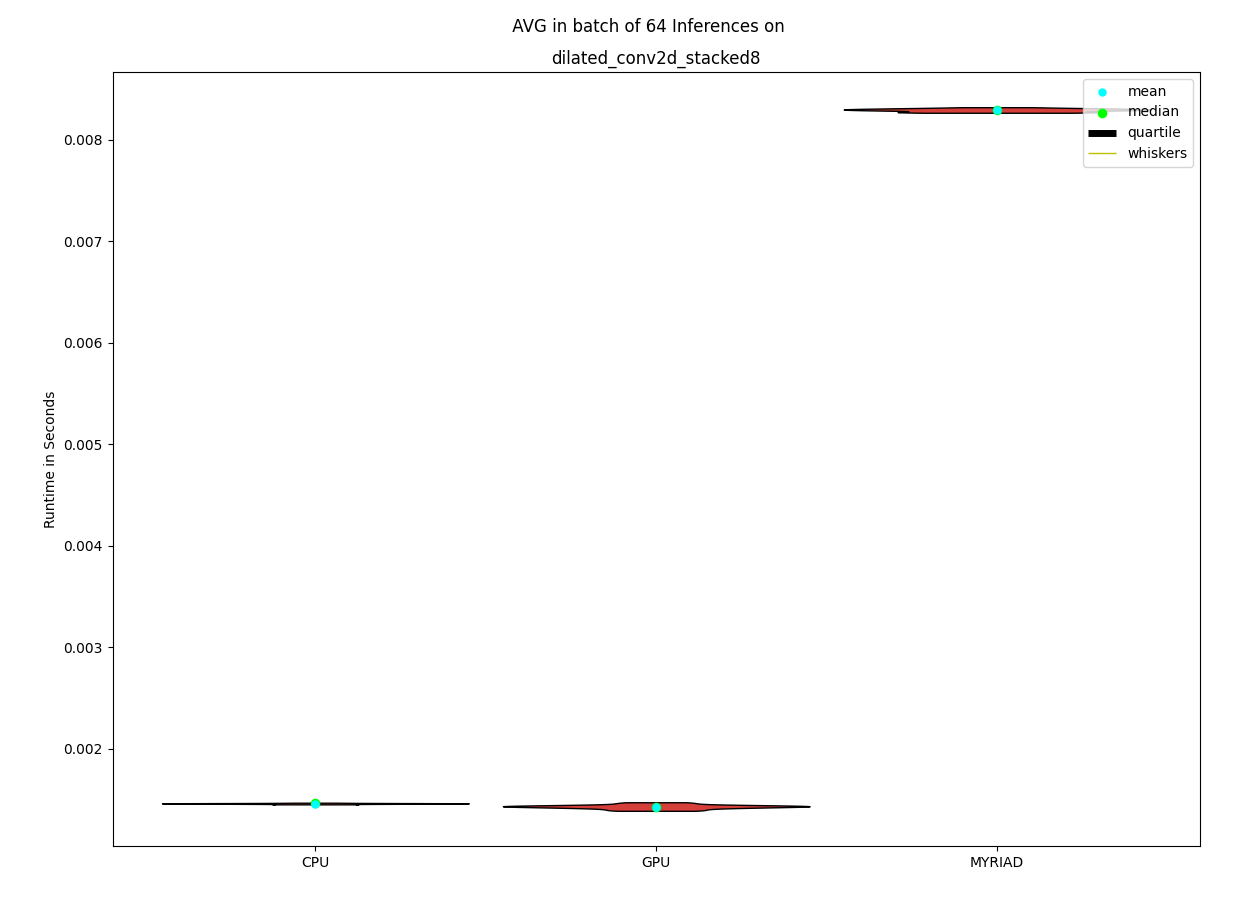 AVG in batch of 64 Inferences on
dilated_conv2d_stacked8
mean
median
quartile
whiskers
0.008
0.007
0.006
0.005
0.004
0.003
0.002
Runtime in Seconds
CPU
GPU
MYRIAD